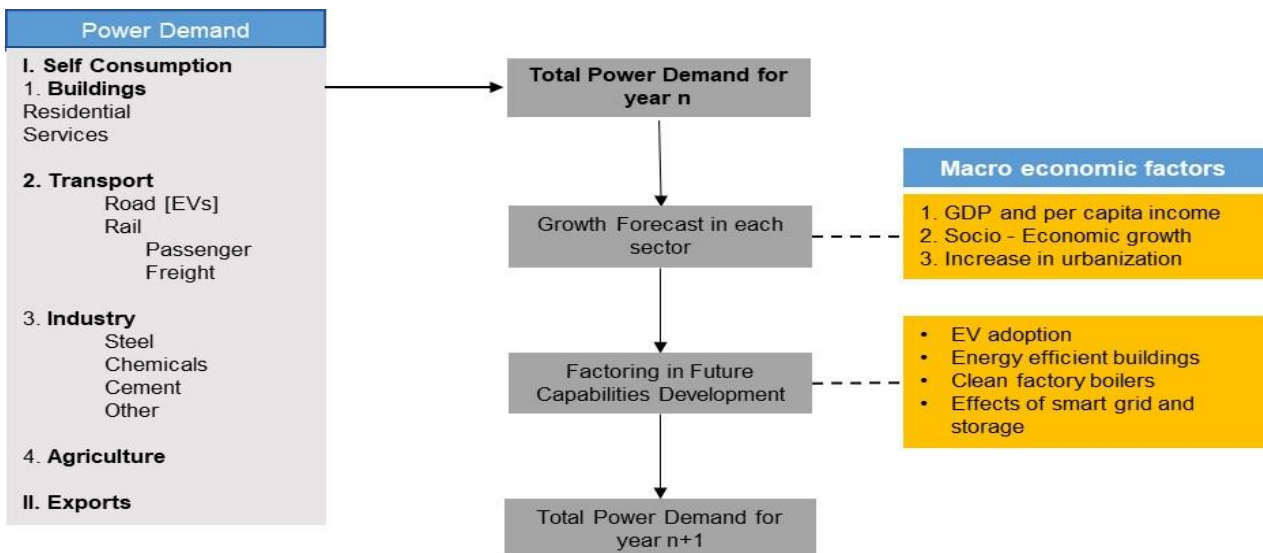 Power Demand
I. Self Consumption
1. Buildings
Residential
Services
2. Transport
Road [EVs]
Rail
Passenger
Freight
3. Industry
Steel
Chemicals
Cement
Other
4. Agriculture
II. Exports
Total Power Demand for
year n
Growth Forecast in each
sector
Factoring in Future
Capabilities Development
Total Power Demand for
year n+1
Macro economic factors
1. GDP and per capita income
2. Socio - Economic growth
3. Increase in urbanization
• EV adoption
• Energy efficient buildings
• Clean factory boilers
• Effects of smart grid and
storage